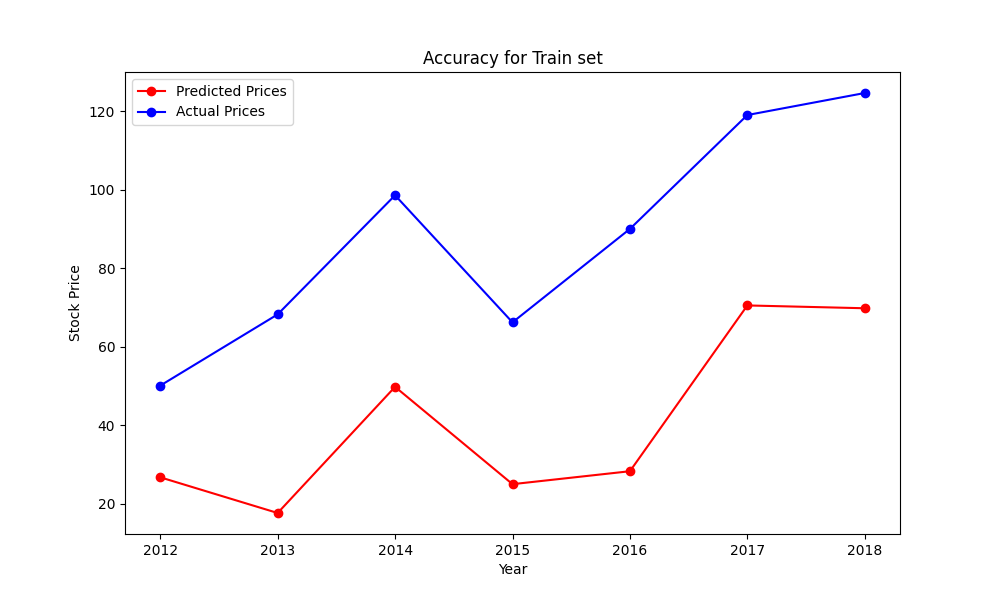 Accuracy for Train set
Predicted Prices
Actual Prices
Stock Price
120
100
80
60
40
20
2012 2013 2014 2015 2016 2017 2018
Year